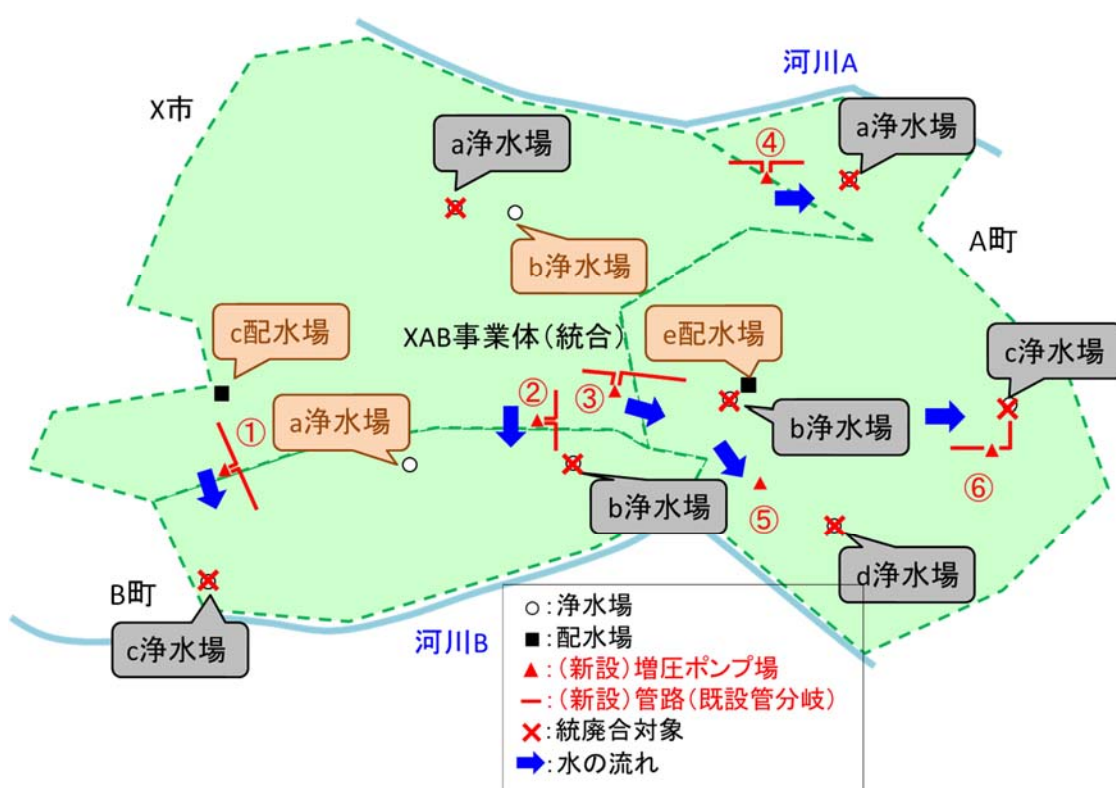 河川A
X市
a浄水場
④
a浄水場
b浄水場
A町
c配水場
XAB事業体(統合)
e配水場
c浄水場
①
a浄水場
②
③
b浄水場
b浄水場
⑤
⑥
d浄水場
B町
c浄水場
河川B
○:浄水場
■:配水場
▲:(新設)増圧ポンプ場
―:(新設)管路(既設管分岐)
×:統廃合対象
➡:水の流れ